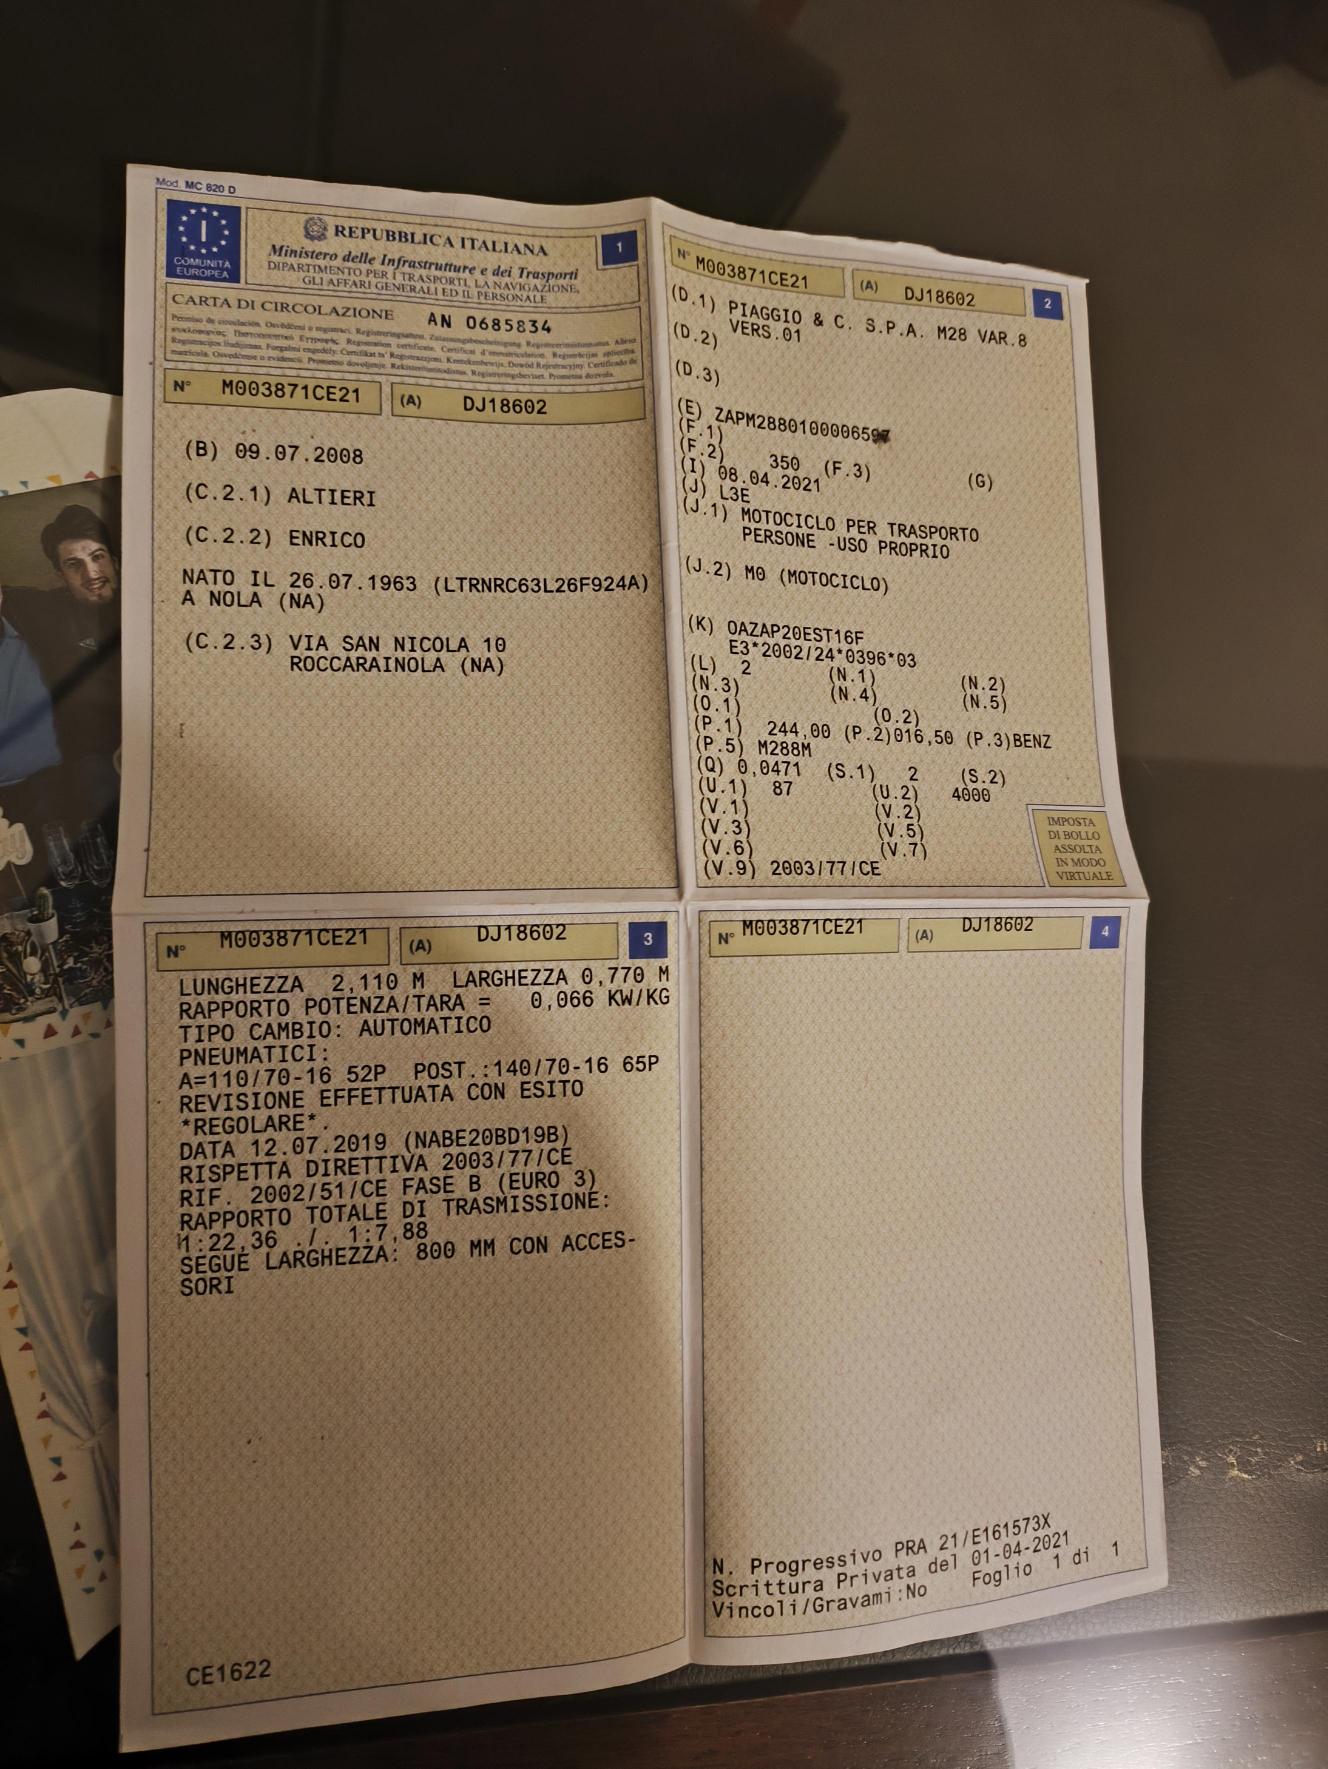 Mod. MC 820 D
I
COMUNITÀ
EUROPEA
REPUBBLICA ITALIANA
Ministero delle Infrastrutture e dei Trasporti
DIPARTIMENTO PER I TRASPORTI, LA NAVIGAZIONE,
GLI AFFARI GENERALI ED IL PERSONALE
1
CARTA DI CIRCOLAZIONE AN 0685834
N° M003871CE21 (A) DJ18602
(B) 09.07.2008
(C.2.1) ALTIERI
(C.2.2) ENRICO
NATO IL 26.07.1963 (LTRNRC63L26F924A)
A NOLA (NA)
(C.2.3) VIA SAN NICOLA 10
ROCCARAINOLA (NA)
N° M003871CE21 (A) DJ18602 2
(D.1) PIAGGIO & C. S.P.A. M28 VAR.8
(D.2) VERS.01
(D.3)
(E) ZAPM2880100006597
(F.1)
(F.2) 350 (F.3) (G)
(I) 08.04.2021
(J) L3E
(J.1) MOTOCICLO PER TRASPORTO
PERSONE -USO PROPRIO
(J.2) M0 (MOTOCICLO)
(K) OAZAP20EST16F
E3*2002/24*0396*03
(L) 2 (N.1) (N.2)
(N.3) (N.4) (N.5)
(O.1) (O.2)
(P.1) 244,00 (P.2)016,50 (P.3)BENZ
(P.5) M288M
(Q) 0,0471 (S.1) 2 (S.2)
(U.1) 87 (U.2) 4000
(V.1) (V.2)
(V.3) (V.5)
(V.6) (V.7)
(V.9) 2003/77/CE
IMPOSTA
DI BOLLO
ASSOLTA
IN MODO
VIRTUALE
N° M003871CE21 (A) DJ18602 3
LUNGHEZZA 2,110 M LARGHEZZA 0,770 M
RAPPORTO POTENZA/TARA = 0,066 KW/KG
TIPO CAMBIO: AUTOMATICO
PNEUMATICI:
A=110/70-16 52P POST.:140/70-16 65P
REVISIONE EFFETTUATA CON ESITO
*REGOLARE*.
DATA 12.07.2019 (NABE20BD19B)
RISPETTA DIRETTIVA 2003/77/CE
RIF. 2002/51/CE FASE B (EURO 3)
RAPPORTO TOTALE DI TRASMISSIONE:
1:22,36 ./. 1:7,88
SEGUE LARGHEZZA: 800 MM CON ACCES-
SORI
CE1622
N° M003871CE21 (A) DJ18602 4
N. Progressivo PRA 21/E161573X
Scrittura Privata del 01-04-2021
Vincoli/Gravami:No Foglio 1 di 1